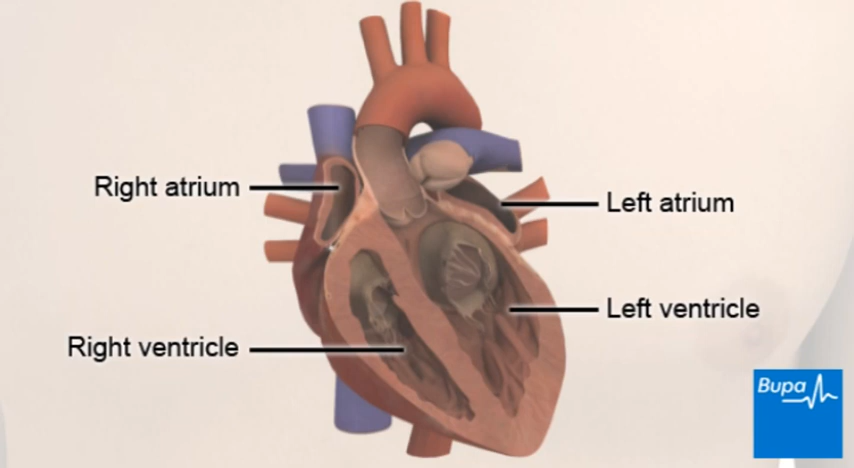 Right atrium
Left atrium
Left ventricle
Right ventricle
Bupa